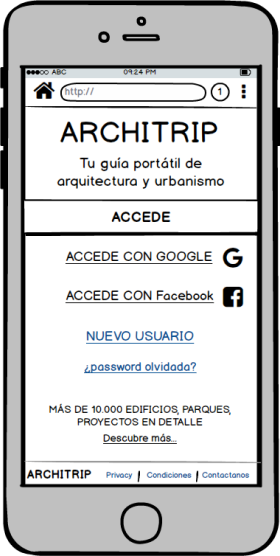 ABC 09:24 PM
http:// 1
ARCHITRIP
Tu guía portátil de
arquitectura y urbanismo
ACCEDE
ACCEDE CON GOOGLE G
ACCEDE CON Facebook f
NUEVO USUARIO
¿password olvidada?
MÁS DE 10.000 EDIFICIOS, PARQUES,
PROYECTOS EN DETALLE
Descubre más...
ARCHITRIP Privacy | Condiciones | Contactanos